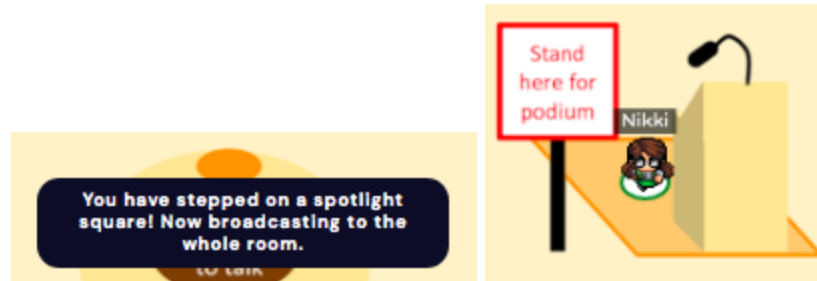 You have stepped on a spotlight
square! Now broadcasting to the
whole room.
to talk
Stand
here for
podium
Nikki